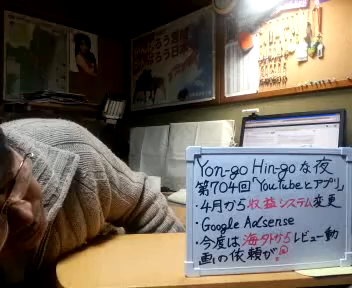 Yon-go Hin-goな夜
第704回「YouTubeとアプリ」
・4月から収益システム変更
・Google Adsense
・今度は海外からレビュー動
画の依頼が!